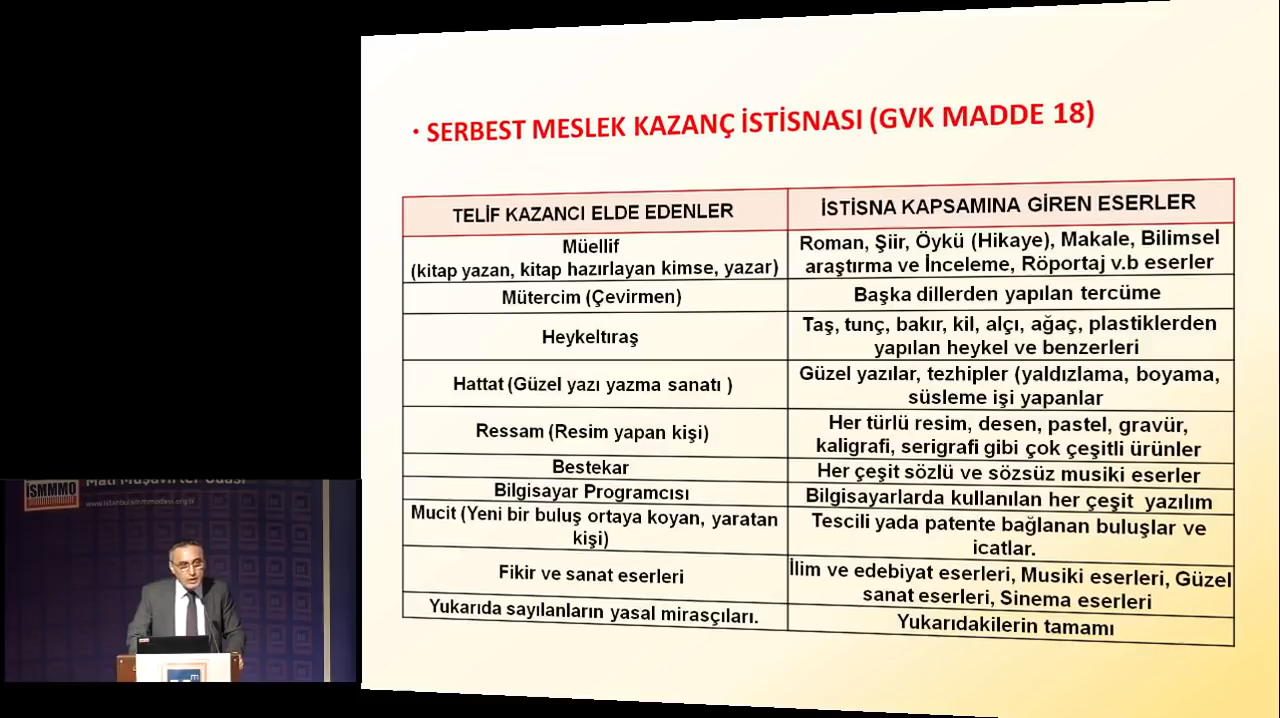 • SERBEST MESLEK KAZANÇ İSTİSNASI (GVK MADDE 18)
TELİF KAZANCI ELDE EDENLER
İSTİSNA KAPSAMINA GİREN ESERLER
Müellif
(kitap yazan, kitap hazırlayan kimse, yazar)
Roman, Şiir, Öykü (Hikaye), Makale, Bilimsel
araştırma ve İnceleme, Röportaj v.b eserler
Mütercim (Çevirmen)
Başka dillerden yapılan tercüme
Heykeltıraş
Taş, tunç, bakır, kil, alçı, ağaç, plastiklerden
yapılan heykel ve benzerleri
Hattat (Güzel yazı yazma sanatı )
Güzel yazılar, tezhipler (yaldızlama, boyama,
süsleme işi yapanlar
Ressam (Resim yapan kişi)
Her türlü resim, desen, pastel, gravür,
kaligrafi, serigrafi gibi çok çeşitli ürünler
Bestekar
Her çeşit sözlü ve sözsüz musiki eserler
Bilgisayar Programcısı
Bilgisayarlarda kullanılan her çeşit yazılım
Mucit (Yeni bir buluş ortaya koyan, yaratan
kişi)
Tescili yada patente bağlanan buluşlar ve
icatlar.
Fikir ve sanat eserleri
İlim ve edebiyat eserleri, Musiki eserleri, Güzel
sanat eserleri, Sinema eserleri
Yukarıda sayılanların yasal mirasçıları.
Yukarıdakilerin tamamı
İSMMMO
Mali Müşavirler Odası
www.istanbulsmmmodasi.org.tr